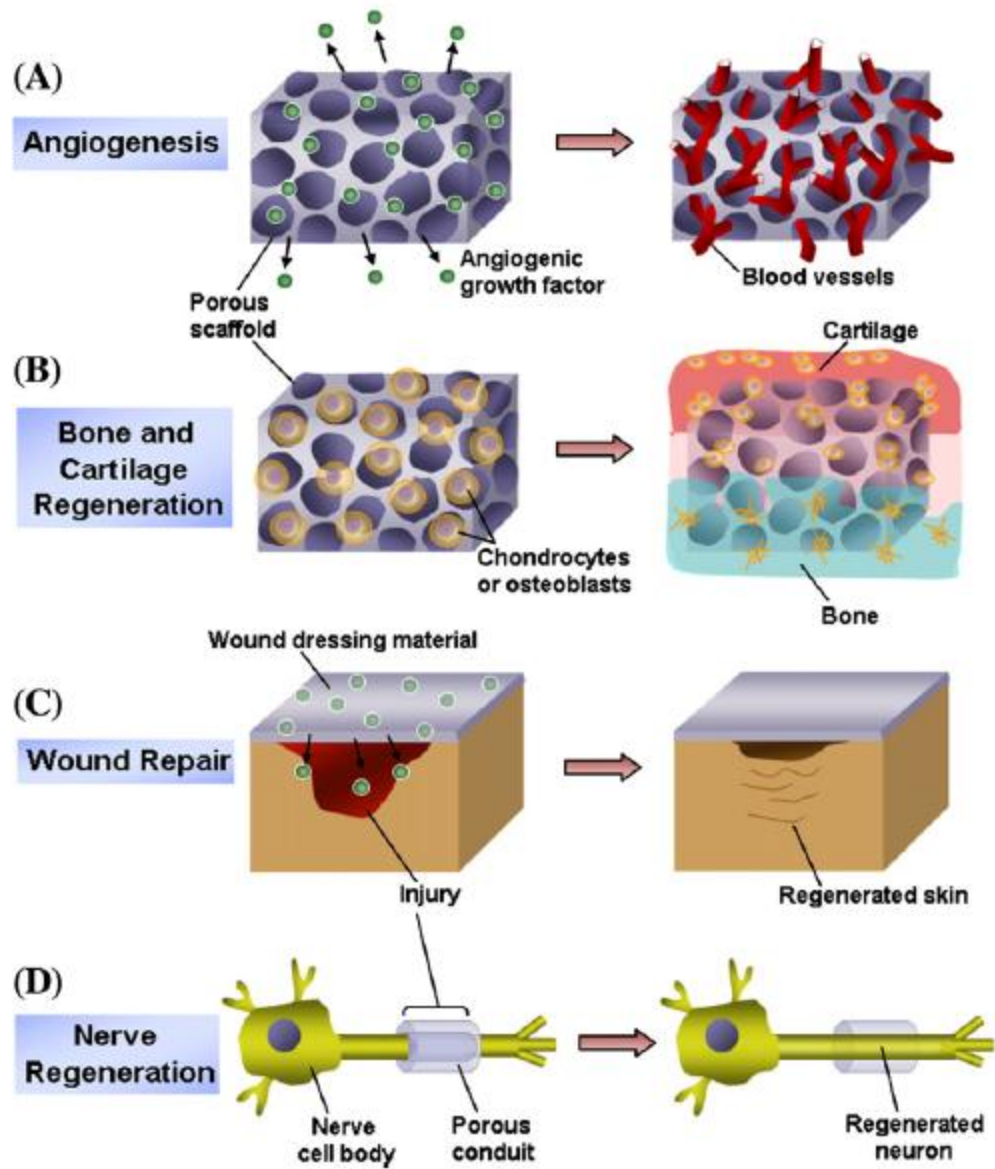 (A)
Angiogenesis
Angiogenic
growth factor
Blood vessels
Porous
scaffold
(B)
Bone and
Cartilage
Regeneration
Cartilage
Chondrocytes
or osteoblasts
Bone
Wound dressing material
(C)
Wound Repair
Injury
Regenerated skin
(D)
Nerve
Regeneration
Nerve
cell body
Porous
conduit
Regenerated
neuron